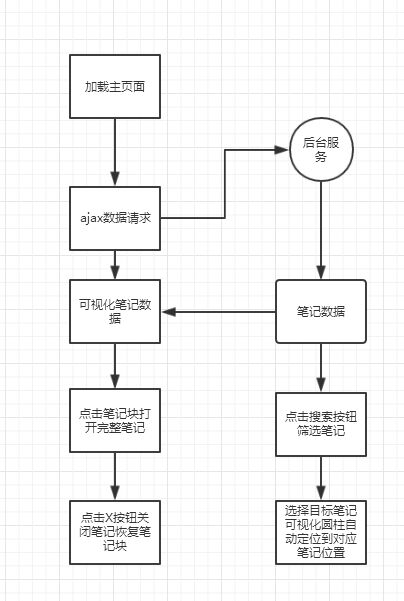 加载主页面
后台服
务
ajax数据请求
可视化笔记数
据
笔记数据
点击笔记块打
开完整笔记
点击搜索按钮
筛选笔记
点击X按钮关
闭笔记恢复笔
记块
选择目标笔记
可视化圆柱自
动定位到对应
笔记位置